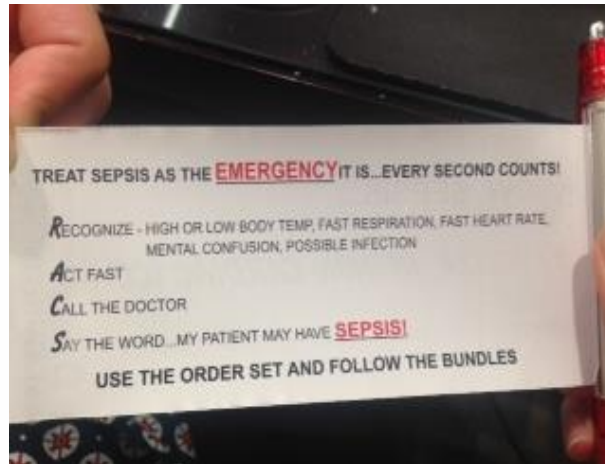 TREAT SEPSIS AS THE EMERGENCY IT IS...EVERY SECOND COUNTS!
RECOGNIZE - HIGH OR LOW BODY TEMP, FAST RESPIRATION, FAST HEART RATE,
MENTAL CONFUSION, POSSIBLE INFECTION
ACT FAST
CALL THE DOCTOR
SAY THE WORD...MY PATIENT MAY HAVE SEPSIS!
USE THE ORDER SET AND FOLLOW THE BUNDLES